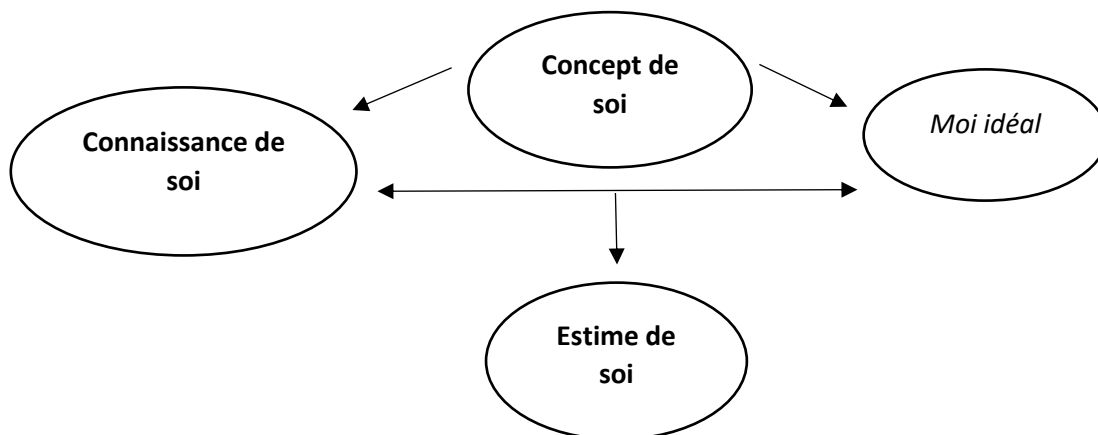 Concept de
soi
Connaissance de
soi
Moi idéal
Estime de
soi